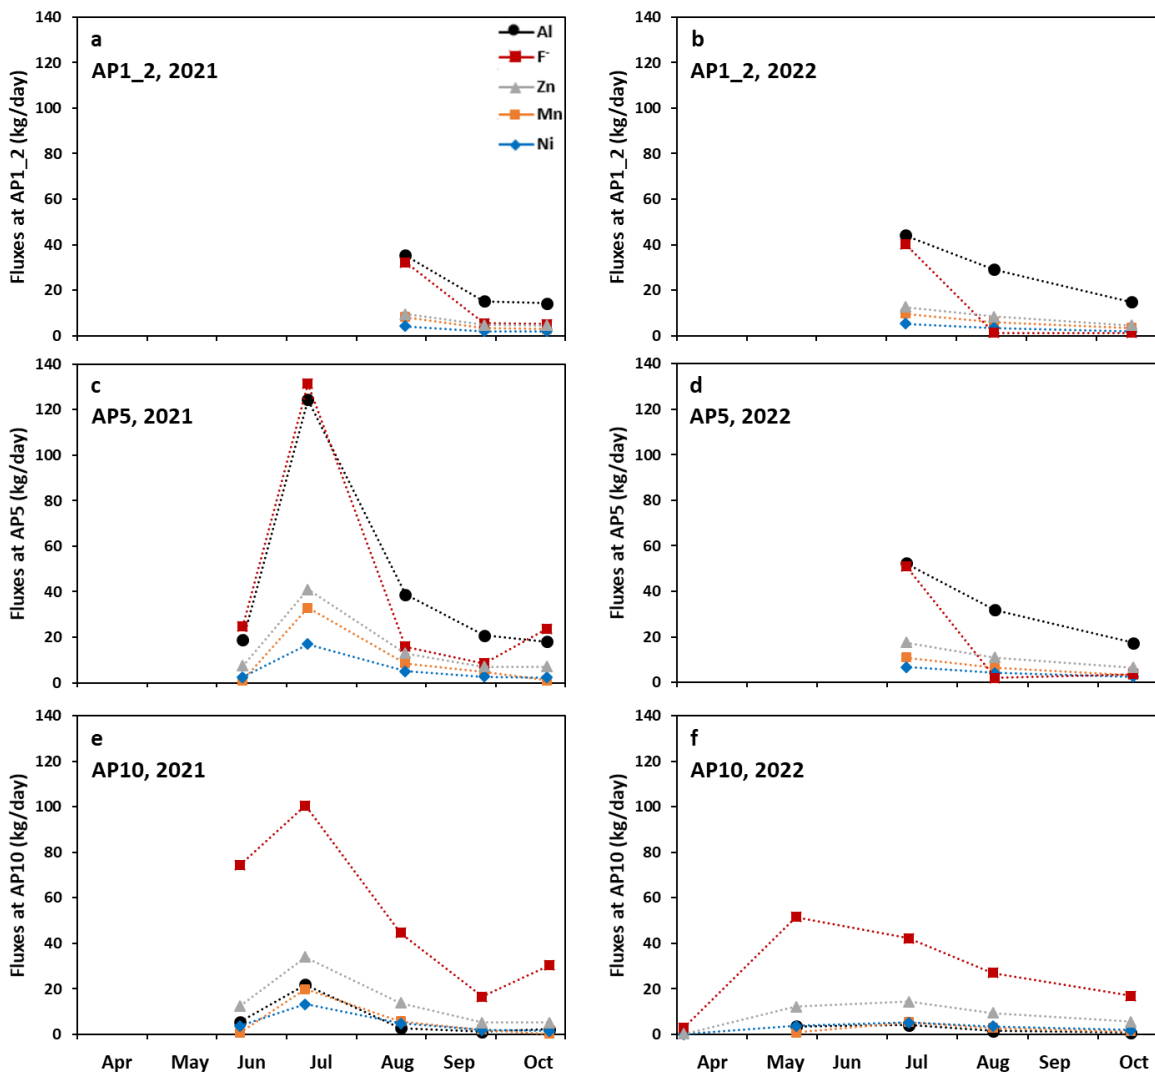 a
AP1_2, 2021
Al
F-
Zn
Mn
Ni
Fluxes at AP1_2 (kg/day)
140
120
100
80
60
40
20
0
b
AP1_2, 2022
Fluxes at AP1_2 (kg/day)
140
120
100
80
60
40
20
0
c
AP5, 2021
Fluxes at AP5 (kg/day)
140
120
100
80
60
40
20
0
d
AP5, 2022
Fluxes at AP5 (kg/day)
140
120
100
80
60
40
20
0
e
AP10, 2021
Fluxes at AP10 (kg/day)
140
120
100
80
60
40
20
0
Apr May Jun Jul Aug Sep Oct
f
AP10, 2022
Fluxes at AP10 (kg/day)
140
120
100
80
60
40
20
0
Apr May Jun Jul Aug Sep Oct